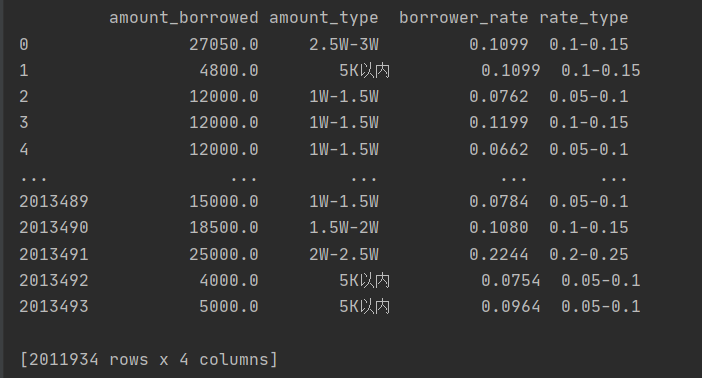 amount_borrowed amount_type borrower_rate rate_type
0 27050.0 2.5W-3W 0.1099 0.1-0.15
1 4800.0 5K以内 0.1099 0.1-0.15
2 12000.0 1W-1.5W 0.0762 0.05-0.1
3 12000.0 1W-1.5W 0.1199 0.1-0.15
4 12000.0 1W-1.5W 0.0662 0.05-0.1
... ... ... ... ...
2013489 15000.0 1W-1.5W 0.0784 0.05-0.1
2013490 18500.0 1.5W-2W 0.1080 0.1-0.15
2013491 25000.0 2W-2.5W 0.2244 0.2-0.25
2013492 4000.0 5K以内 0.0754 0.05-0.1
2013493 5000.0 5K以内 0.0964 0.05-0.1
[2011934 rows x 4 columns]